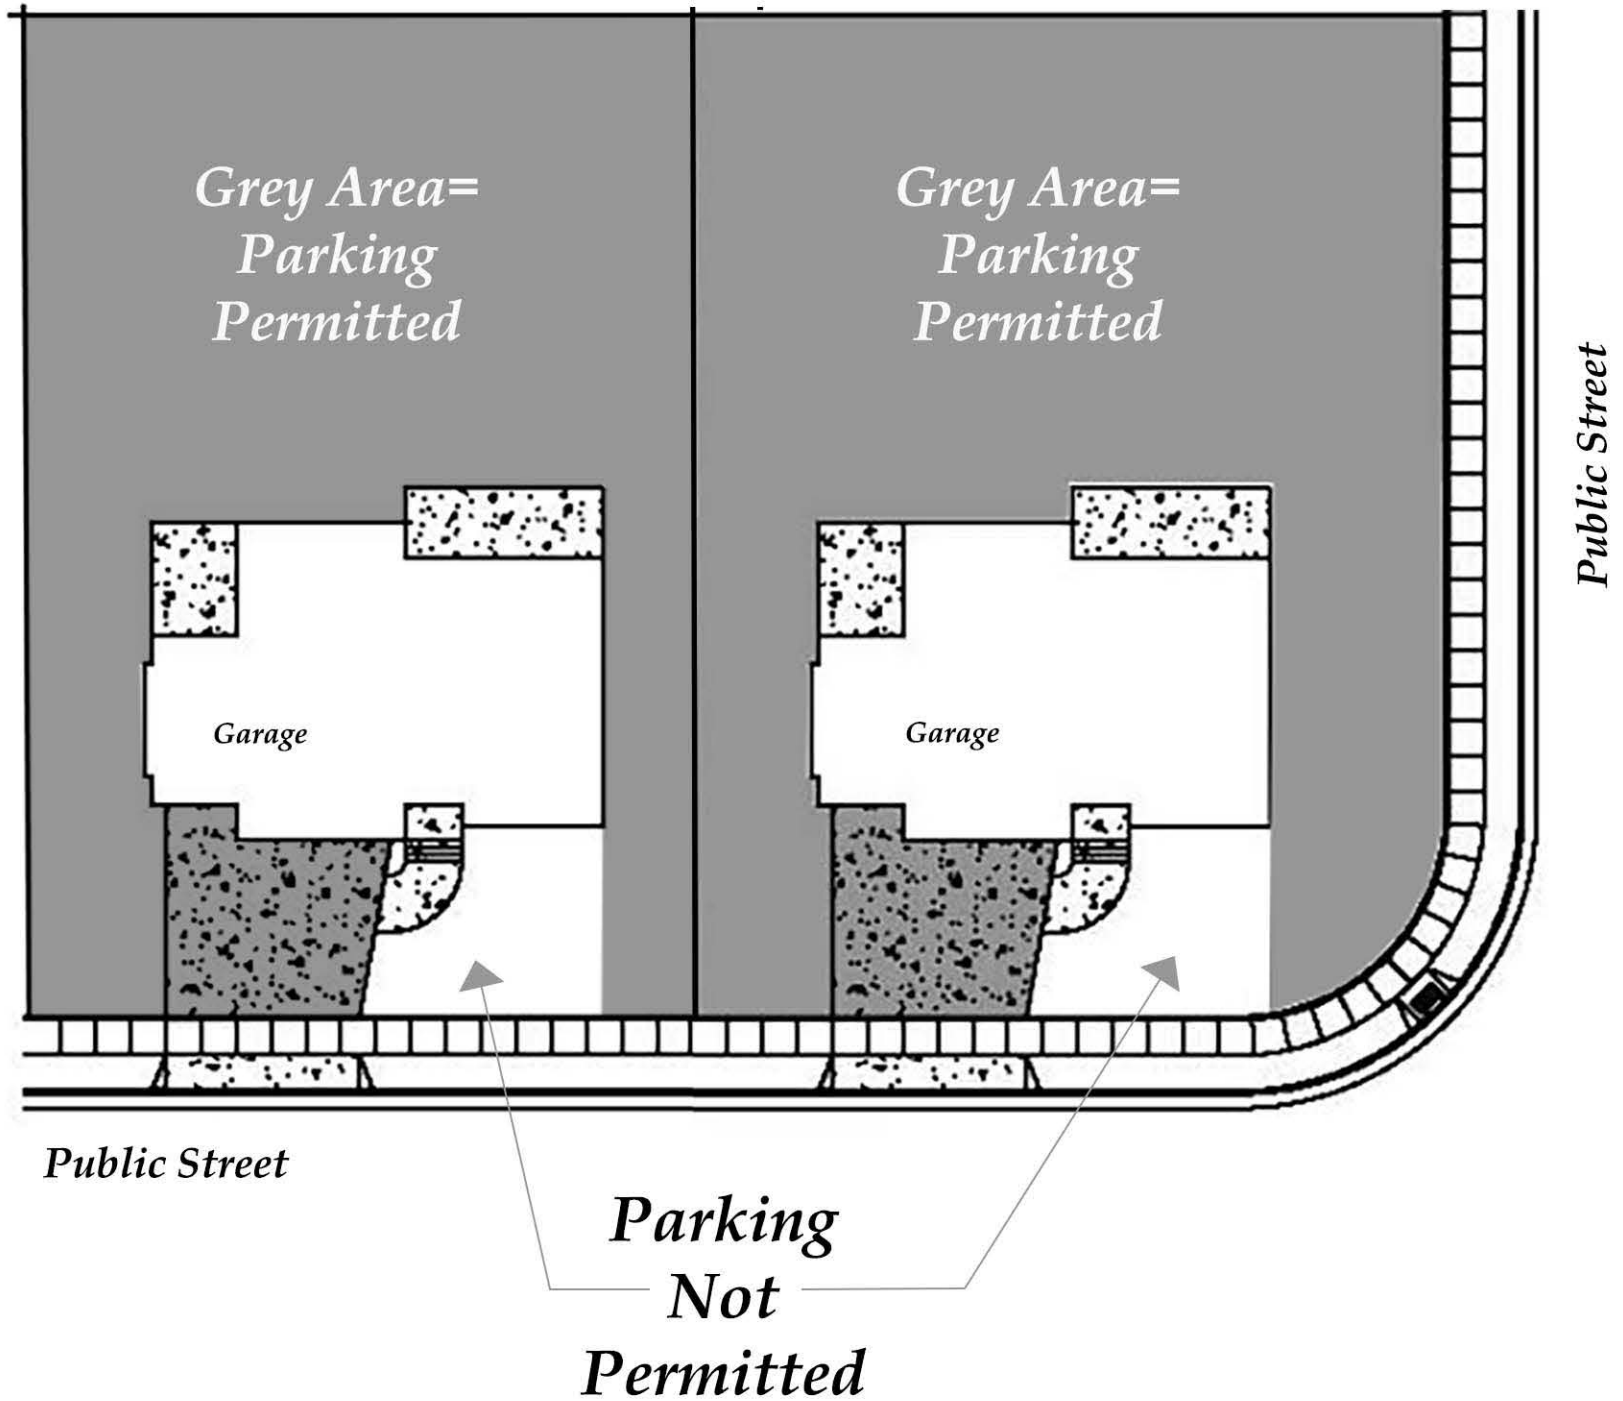 Grey Area=
Parking
Permitted
Grey Area=
Parking
Permitted
Public Street
Garage
Garage
Public Street
Parking
Not
Permitted